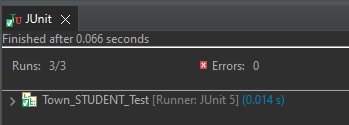 JUnit
Finished after 0.066 seconds
Runs: 3/3 Errors: 0
Town_STUDENT_Test [Runner: JUnit 5] (0.014 s)